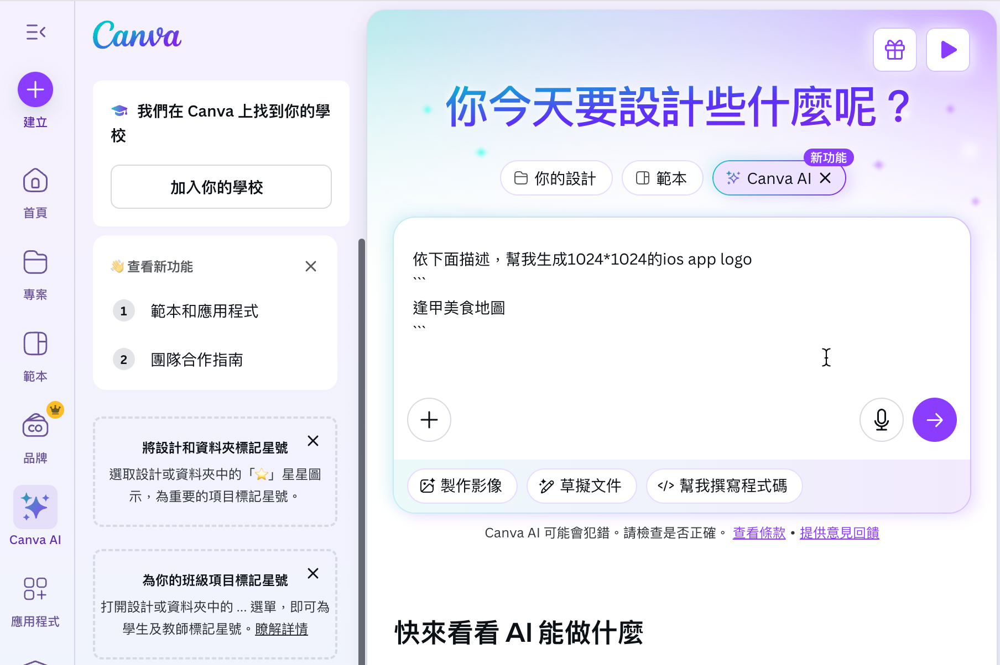 建立
首頁
專案
範本
CO
品牌
Canva AI
應用程式
Canva
我們在 Canva 上找到你的學
校
加入你的學校
👋 查看新功能
1 範本和應用程式
2 團隊合作指南
將設計和資料夾標記星號
選取設計或資料夾中的「⭐」星星圖
示，為重要的項目標記星號。
為你的班級項目標記星號
打開設計或資料夾中的 ... 選單，即可為
學生及教師標記星號。瞭解詳情
你今天要設計些什麼呢？
新功能
你的設計 範本 Canva AI
依下面描述，幫我生成1024*1024的ios app logo
```
逢甲美食地圖
```
製作影像 草擬文件 </> 幫我撰寫程式碼
Canva AI 可能會犯錯。請檢查是否正確。 查看條款 • 提供意見回饋
快來看看 AI 能做什麼